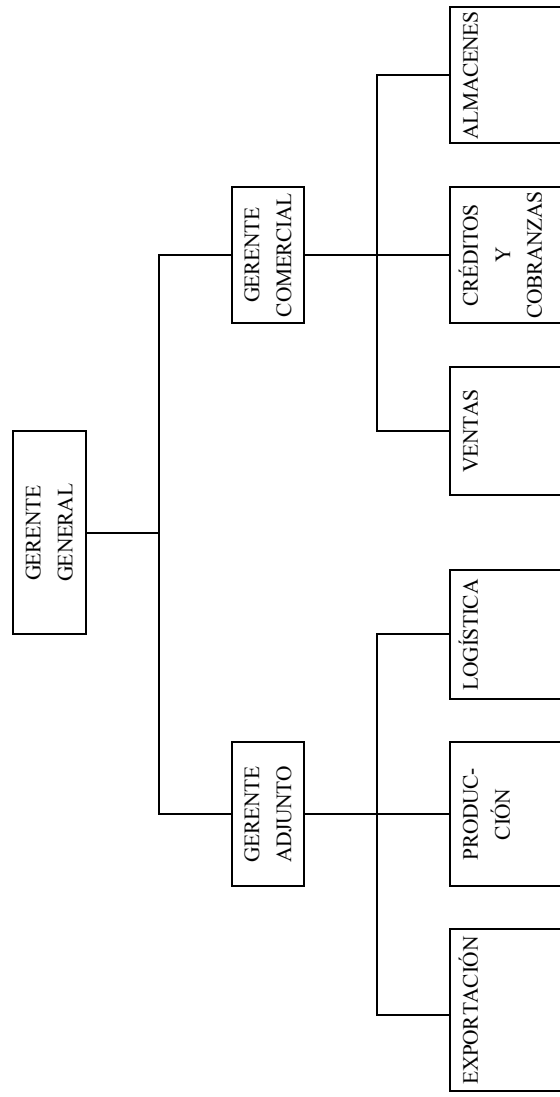 GERENTE
GENERAL
GERENTE
ADJUNTO
GERENTE
COMERCIAL
EXPORTACIÓN
PRODUC-
CIÓN
LOGÍSTICA
VENTAS
CRÉDITOS
Y
COBRANZAS
ALMACENES